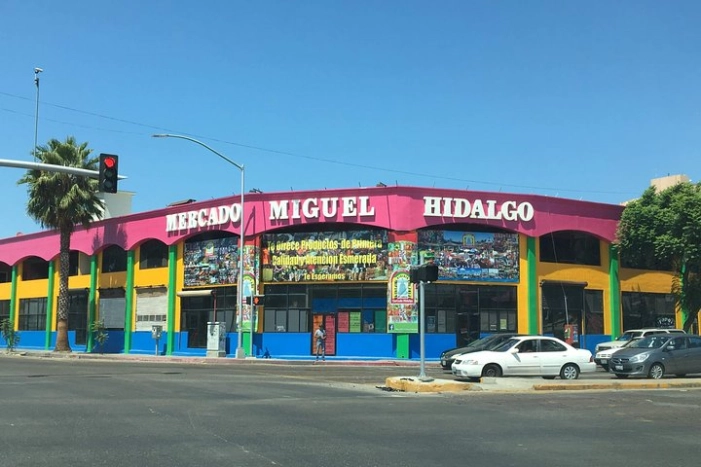 MERCADO MIGUEL HIDALGO
Te Ofrece Productos de
Calidad y Atención Esmerada
Te Esperamos